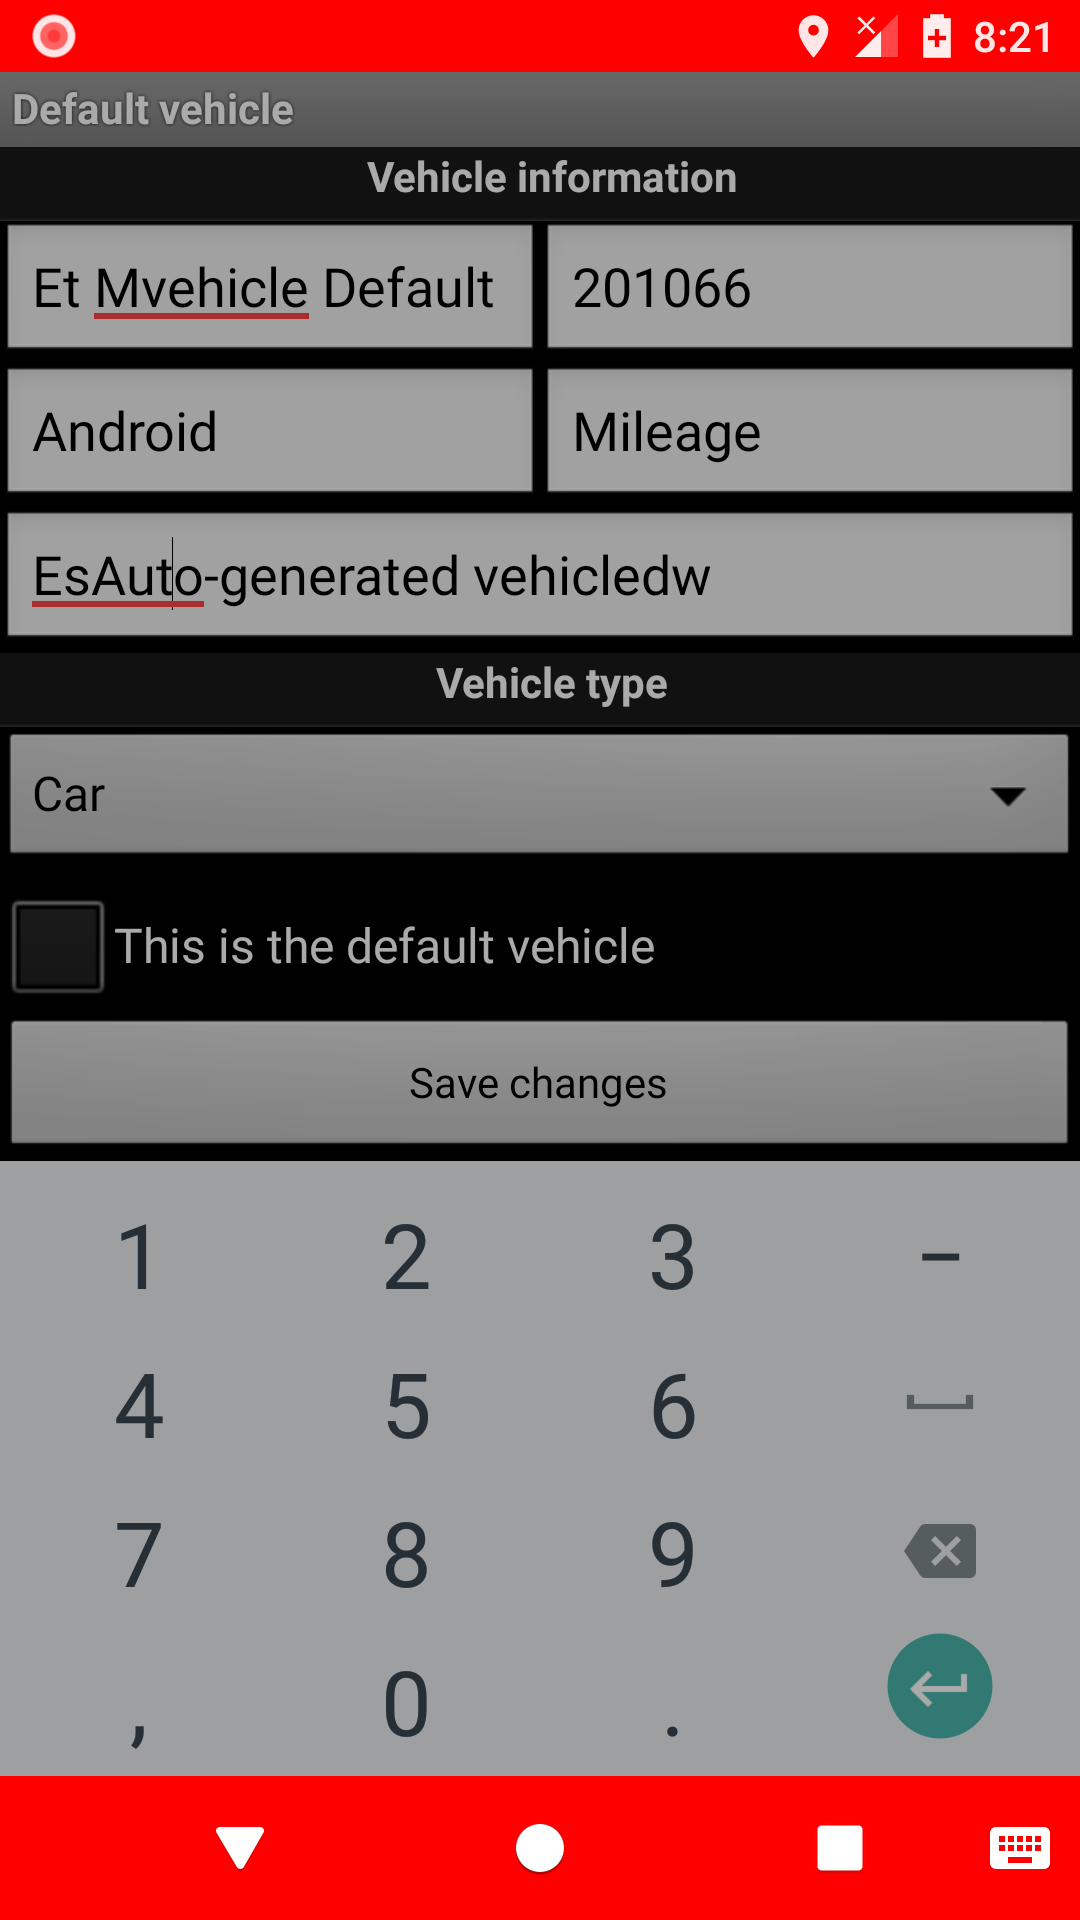 8:21
Default vehicle
Vehicle information
Et Mvehicle Default 201066
Android Mileage
EsAuto-generated vehicledw
Vehicle type
Car
This is the default vehicle
Save changes
1 2 3 –
4 5 6
7 8 9
, 0 .